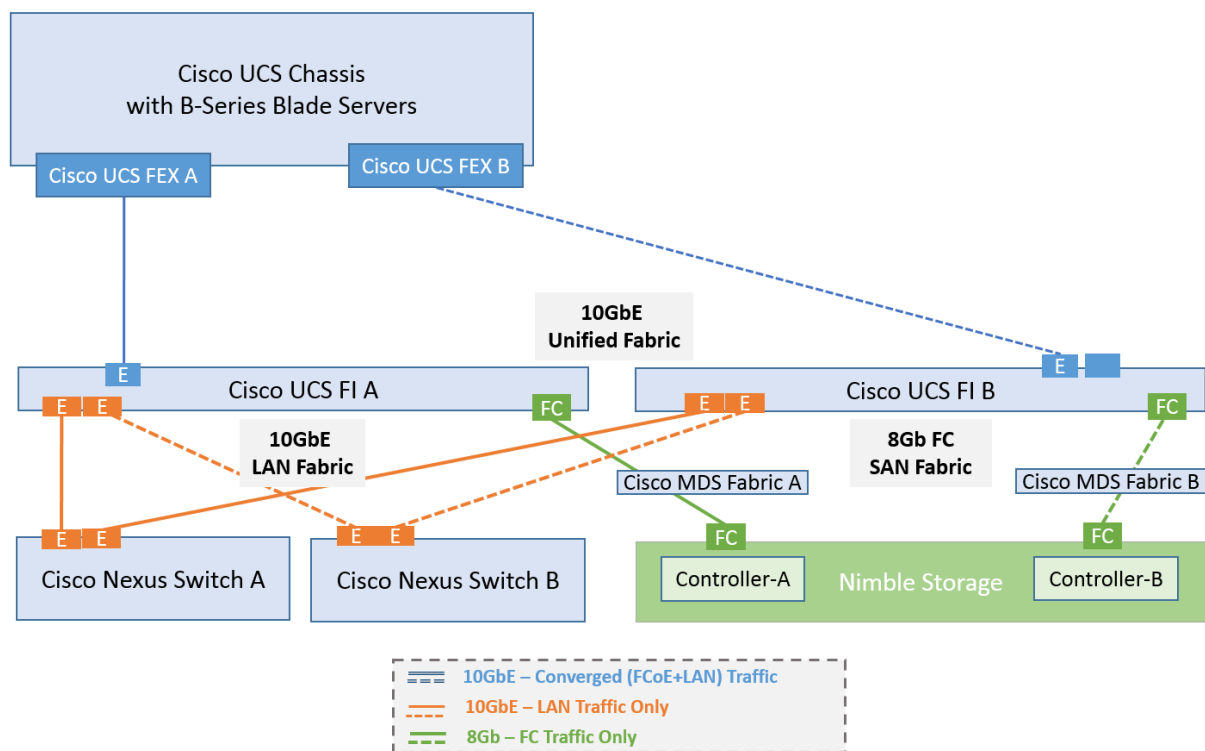 Cisco UCS Chassis
with B-Series Blade Servers
Cisco UCS FEX A
Cisco UCS FEX B
10GbE
Unified Fabric
E
E
Cisco UCS FI A
Cisco UCS FI B
E E
FC
E E
FC
10GbE
LAN Fabric
8Gb FC
SAN Fabric
Cisco MDS Fabric A
Cisco MDS Fabric B
E E
E E
FC
FC
Cisco Nexus Switch A
Cisco Nexus Switch B
Controller-A
Nimble Storage
Controller-B
10GbE – Converged (FCoE+LAN) Traffic
10GbE – LAN Traffic Only
8Gb – FC Traffic Only